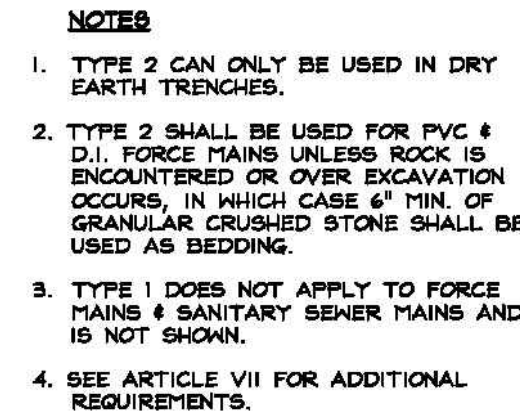 NOTES
1. TYPE 2 CAN ONLY BE USED IN DRY
EARTH TRENCHES.
2. TYPE 2 SHALL BE USED FOR PVC &
D.I. FORCE MAINS UNLESS ROCK IS
ENCOUNTERED OR OVER EXCAVATION
OCCURS, IN WHICH CASE 6" MIN. OF
GRANULAR CRUSHED STONE SHALL BE
USED AS BEDDING.
3. TYPE 1 DOES NOT APPLY TO FORCE
MAINS & SANITARY SEWER MAINS AND
IS NOT SHOWN.
4. SEE ARTICLE VII FOR ADDITIONAL
REQUIREMENTS.